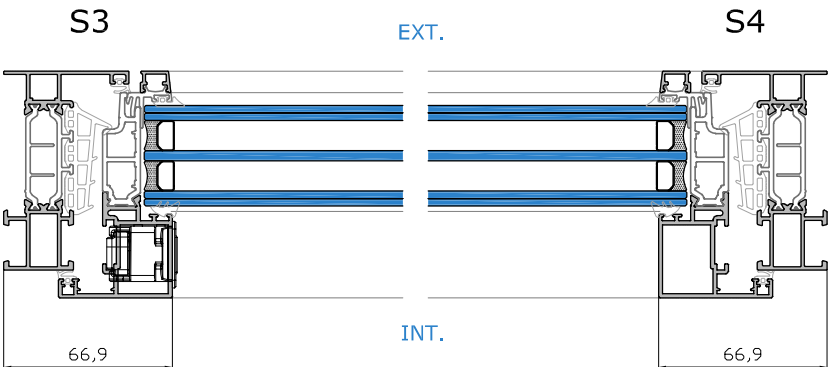 S3
EXT.
S4
INT.
66,9
66,9